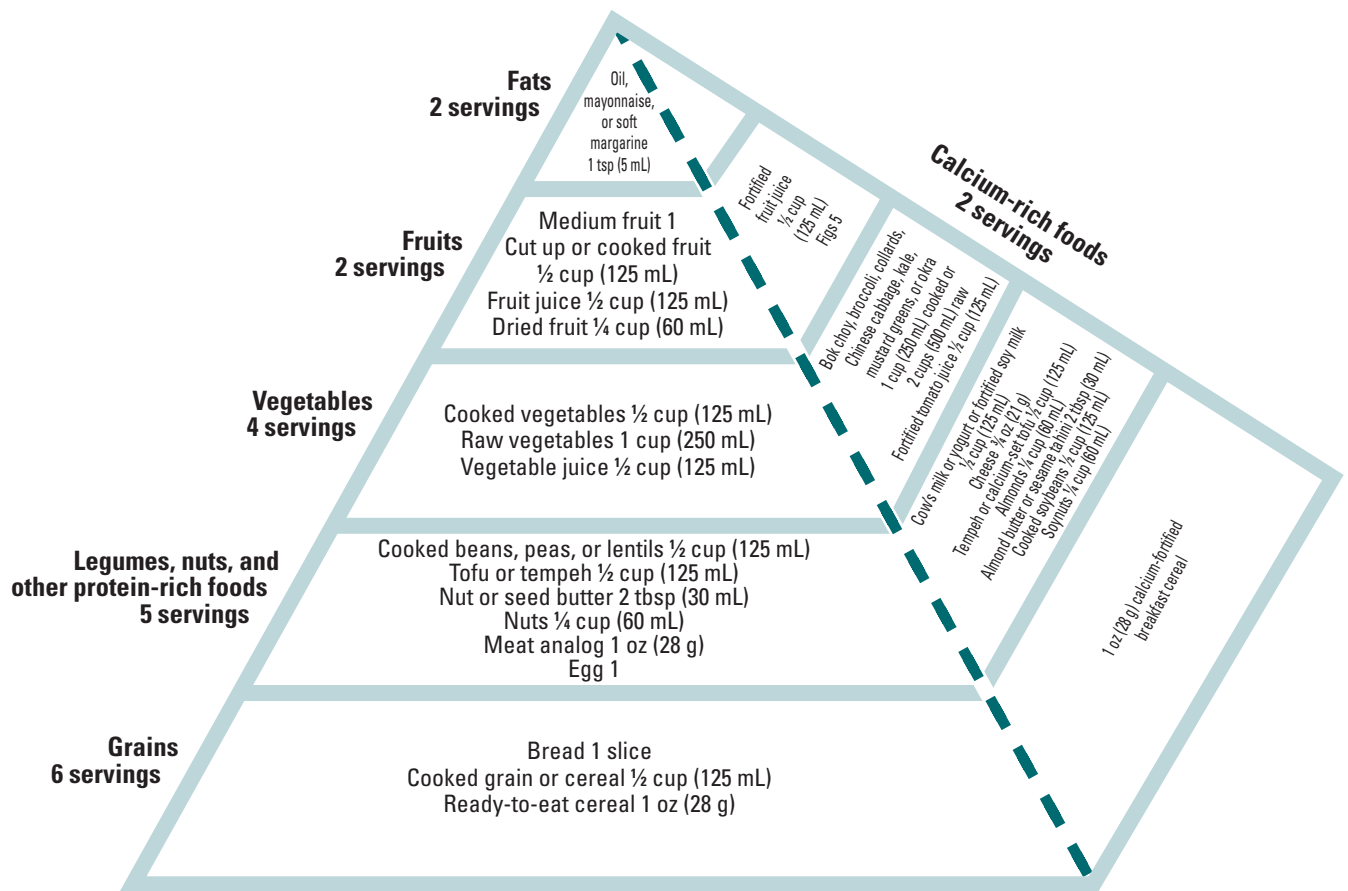 Fats
2 servings
Oil,
mayonnaise,
or soft
margarine
1 tsp (5 mL)
Fruits
2 servings
Medium fruit 1
Cut up or cooked fruit
½ cup (125 mL)
Fruit juice ½ cup (125 mL)
Dried fruit ¼ cup (60 mL)
Vegetables
4 servings
Cooked vegetables ½ cup (125 mL)
Raw vegetables 1 cup (250 mL)
Vegetable juice ½ cup (125 mL)
Legumes, nuts, and
other protein-rich foods
5 servings
Cooked beans, peas, or lentils ½ cup (125 mL)
Tofu or tempeh ½ cup (125 mL)
Nut or seed butter 2 tbsp (30 mL)
Nuts ¼ cup (60 mL)
Meat analog 1 oz (28 g)
Egg 1
Grains
6 servings
Bread 1 slice
Cooked grain or cereal ½ cup (125 mL)
Ready-to-eat cereal 1 oz (28 g)
Calcium-rich foods
2 servings
Fortified
fruit juice
½ cup
(125 mL)
Figs 5
Bok choy, broccoli, collards,
Chinese cabbage, kale,
mustard greens, or okra
1 cup (250 mL) cooked or
2 cups (500 mL) raw
Fortified tomato juice ½ cup (125 mL)
Cow's milk or yogurt or fortified soy milk
½ cup (125 mL)
Cheese ¾ oz (21 g)
Tempeh or calcium-set tofu ½ cup (125 mL)
Almonds ¼ cup (60 mL)
Almond butter or sesame tahini 2 tbsp (30 mL)
Cooked soybeans ½ cup (125 mL)
Soynuts ¼ cup (60 mL)
1 oz (28 g) calcium-fortified
breakfast cereal